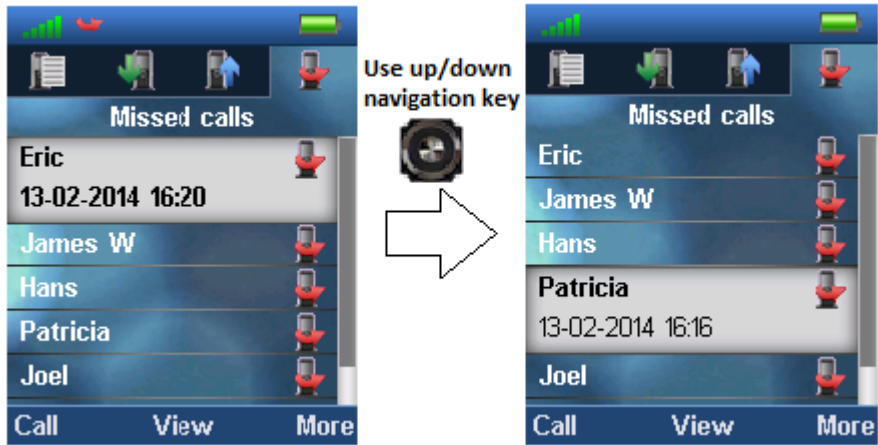 Missed calls
Eric
13-02-2014 16:20
James W
Hans
Patricia
Joel
Call View More
Use up/down
navigation key
Missed calls
Eric
James W
Hans
Patricia
13-02-2014 16:16
Joel
Call View More